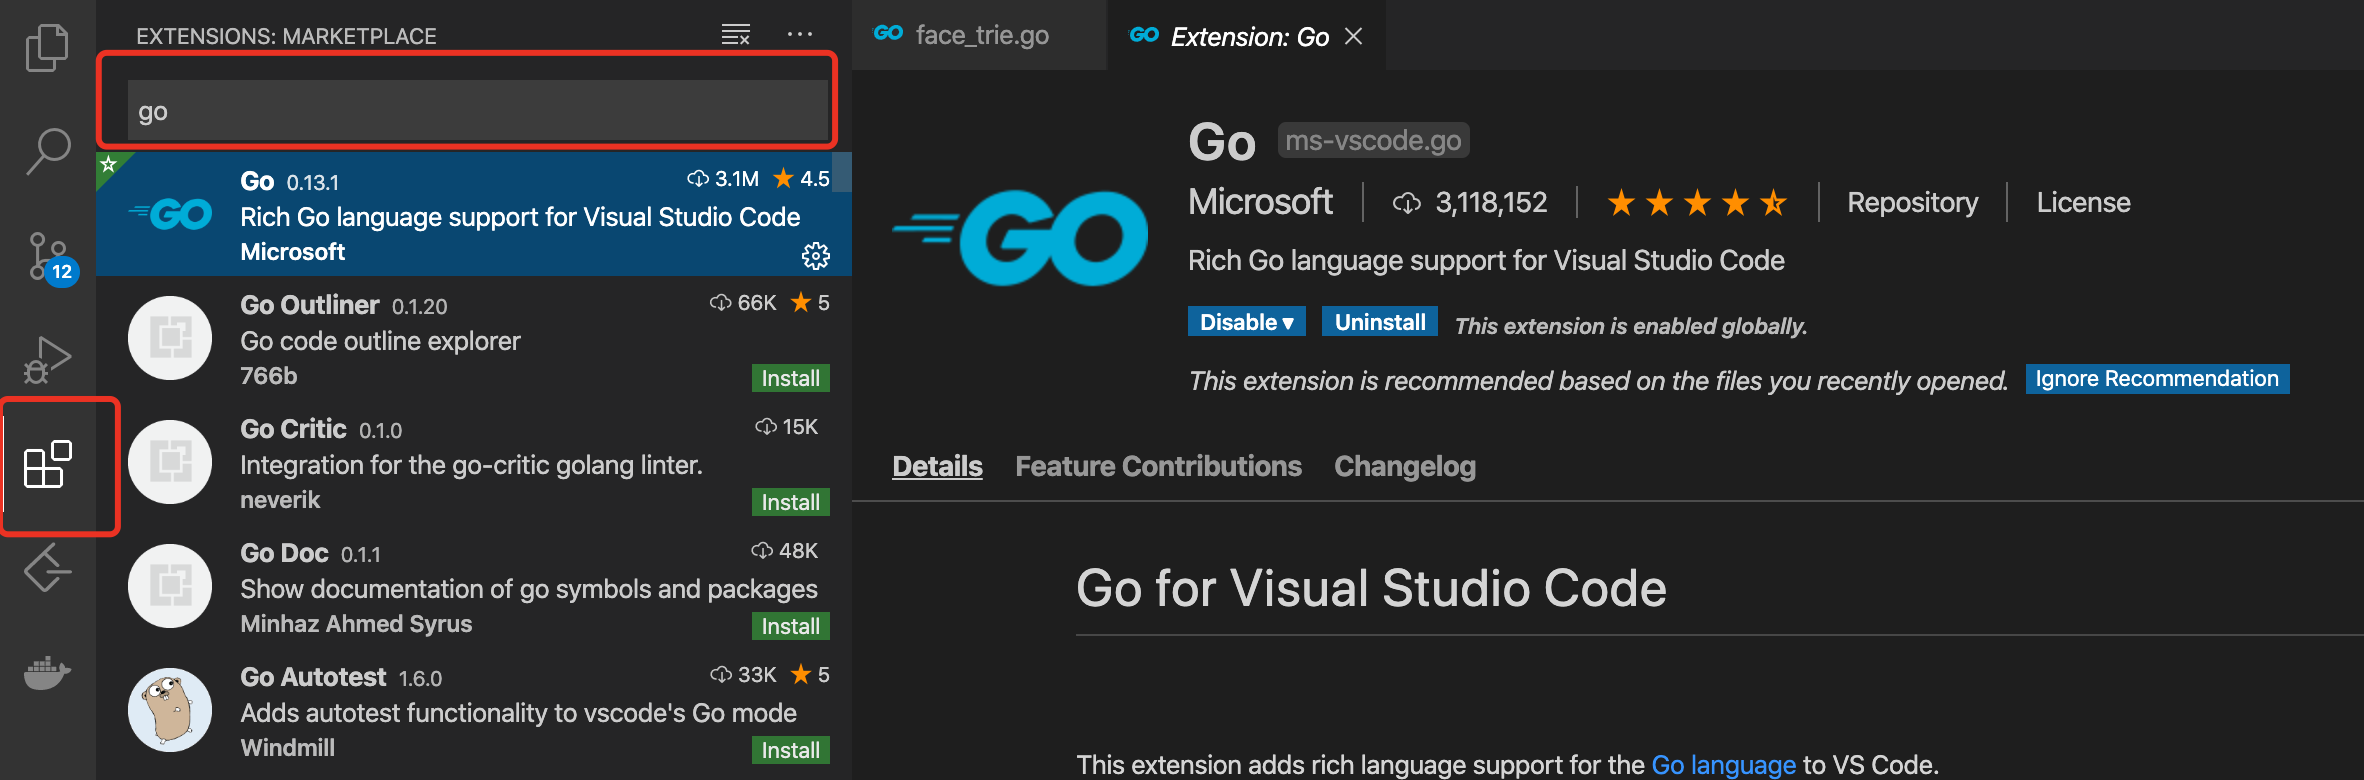 EXTENSIONS: MARKETPLACE
go
Go 0.13.1 3.1M 4.5
Rich Go language support for Visual Studio Code
Microsoft
GO
12
Go Outliner 0.1.20 66K 5
Go code outline explorer
766b
Install
Go Critic 0.1.0 15K
Integration for the go-critic golang linter.
neverik
Install
Go Doc 0.1.1 48K
Show documentation of go symbols and packages
Minhaz Ahmed Syrus
Install
Go Autotest 1.6.0 33K 5
Adds autotest functionality to vscode's Go mode
Windmill
Install
GO face_trie.go
GO Extension: Go
GO
Go ms-vscode.go
Microsoft 3,118,152 Repository License
Rich Go language support for Visual Studio Code
Disable Uninstall This extension is enabled globally.
This extension is recommended based on the files you recently opened. Ignore Recommendation
Details Feature Contributions Changelog
Go for Visual Studio Code
This extension adds rich language support for the Go language to VS Code.